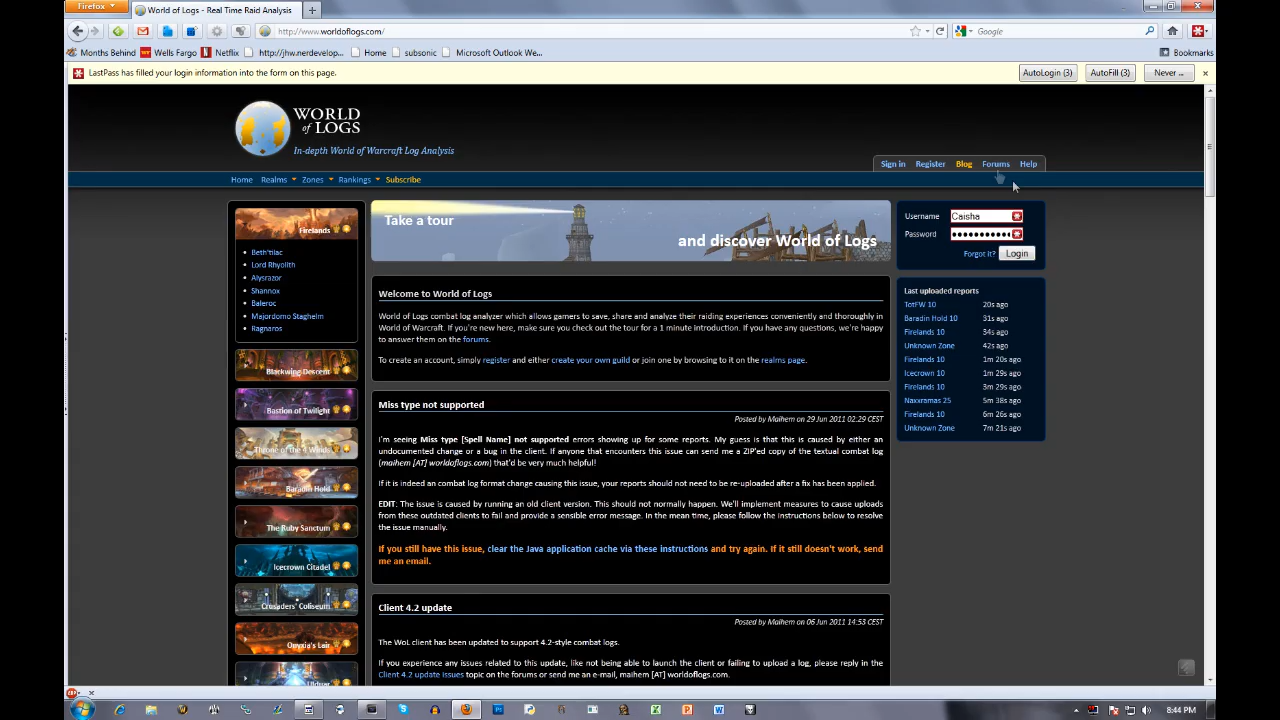 Firefox
World of Logs - Real Time Raid Analysis
http://www.worldoflogs.com/
Google
Months Behind
Wells Fargo
Netflix
http://jhw.nerdevelop...
Home
subsonic
Microsoft Outlook We...
Bookmarks
LastPass has filled your login information into the form on this page.
AutoLogin (3)
AutoFill (3)
Never ...
WORLD
of LOGS
In-depth World of Warcraft Log Analysis
Sign in
Register
Blog
Forums
Help
Home
Realms
Zones
Rankings
Subscribe
Firelands
Beth'tilac
Lord Rhyolith
Alysrazor
Shannox
Baleroc
Majordomo Staghelm
Ragnaros
Blackwing Descent
Bastion of Twilight
Throne of the 4 Winds
Baradin Hold
The Ruby Sanctum
Icecrown Citadel
Crusaders' Coliseum
Onyxia's Lair
Ulduar
Take a tour
and discover World of Logs
Welcome to World of Logs
World of Logs combat log analyzer which allows gamers to save, share and analyze their raiding experiences conveniently and thoroughly in
World of Warcraft. If you're new here, make sure you check out the tour for a 1 minute introduction. If you have any questions, we're happy
to answer them on the forums.
To create an account, simply register and either create your own guild or join one by browsing to it on the realms page.
Miss type not supported
Posted by Maihem on 29 Jun 2011 02:29 CEST
I'm seeing Miss type [Spell Name] not supported errors showing up for some reports. My guess is that this is caused by either an
undocumented change or a bug in the client. If anyone that encounters this issue can send me a ZIP'ed copy of the textual combat log
(maihem [AT] worldoflogs.com) that'd be very much helpful!
If it is indeed an combat log format change causing this issue, your reports should not need to be re-uploaded after a fix has been applied.
EDIT: The issue is caused by running an old client version. This should not normally happen. We'll implement measures to cause uploads
from these outdated clients to fail and provide a sensible error message. In the mean time, please follow the instructions below to resolve
the issue manually.
If you still have this issue, clear the Java application cache via these instructions and try again. If it still doesn't work, send
me an email.
Client 4.2 update
Posted by Maihem on 06 Jun 2011 14:53 CEST
The WoL client has been updated to support 4.2-style combat logs.
If you experience any issues related to this update, like not being able to launch the client or failing to upload a log, please reply in the
Client 4.2 update issues topic on the forums or send me an e-mail, maihem [AT] worldoflogs.com.
Username
Caisha
Password
Forgot it?
Login
Last uploaded reports
TotFW 10 20s ago
Baradin Hold 10 31s ago
Firelands 10 34s ago
Unknown Zone 42s ago
Firelands 10 1m 20s ago
Icecrown 10 1m 29s ago
Firelands 10 3m 29s ago
Naxxramas 25 5m 38s ago
Firelands 10 6m 26s ago
Unknown Zone 7m 21s ago
8:44 PM